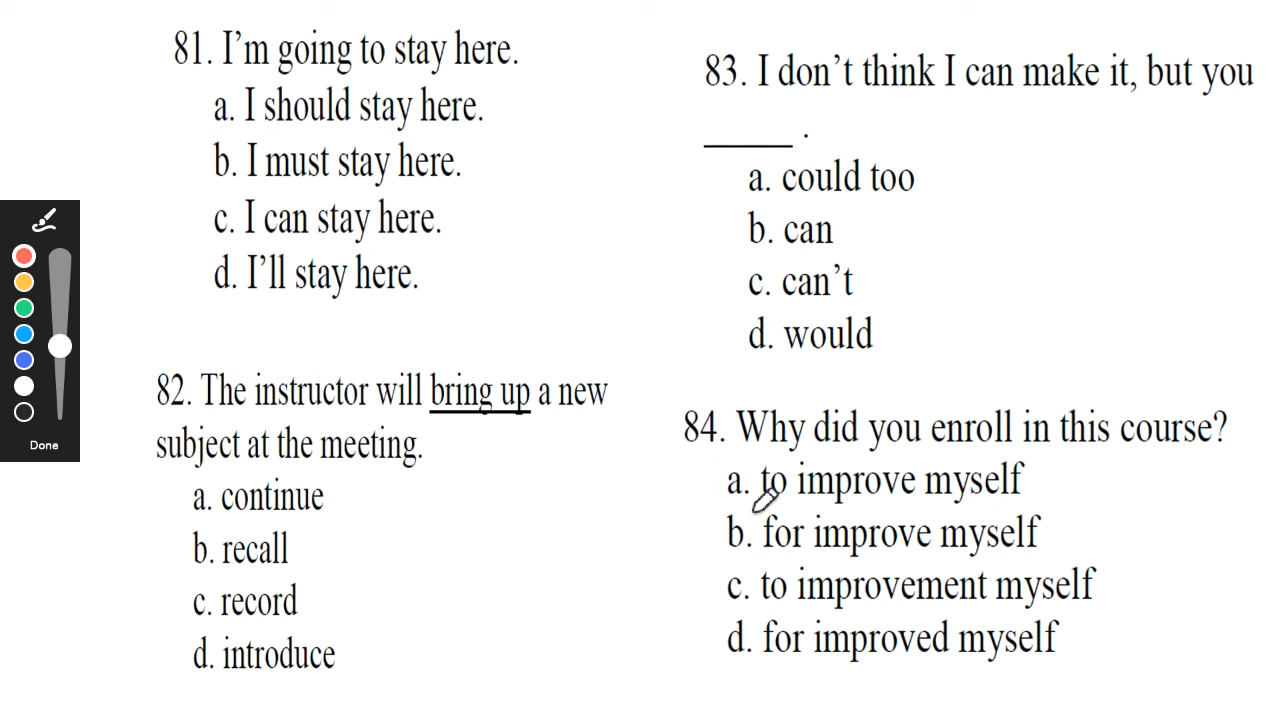 81. I’m going to stay here.
a. I should stay here.
b. I must stay here.
c. I can stay here.
d. I’ll stay here.
82. The instructor will bring up a new
subject at the meeting.
a. continue
b. recall
c. record
d. introduce
83. I don’t think I can make it, but you
_____ .
a. could too
b. can
c. can’t
d. would
84. Why did you enroll in this course?
a. to improve myself
b. for improve myself
c. to improvement myself
d. for improved myself
Done